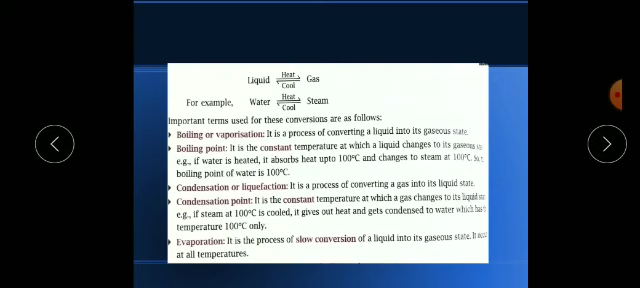 Liquid ⇌ Gas
Heat
Cool
For example, Water ⇌ Steam
Heat
Cool
Important terms used for these conversions are as follows:
Boiling or vaporisation: It is a process of converting a liquid into its gaseous state.
Boiling point: It is the constant temperature at which a liquid changes to its gaseous
e.g., if water is heated, it absorbs heat upto 100°C and changes to steam at 100°C. So,
boiling point of water is 100°C.
Condensation or liquefaction: It is a process of converting a gas into its liquid state.
Condensation point: It is the constant temperature at which a gas changes to its liquid
e.g., if steam at 100°C is cooled, it gives out heat and gets condensed to water which has
temperature 100°C only.
Evaporation: It is the process of slow conversion of a liquid into its gaseous state. It
at all temperatures.